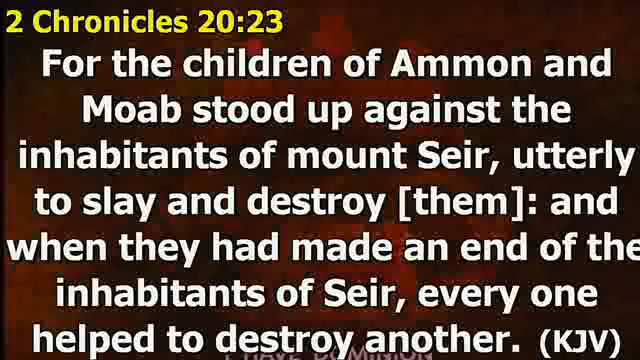 2 Chronicles 20:23
For the children of Ammon and
Moab stood up against the
inhabitants of mount Seir, utterly
to slay and destroy [them]: and
when they had made an end of the
inhabitants of Seir, every one
helped to destroy another. (KJV)
I HAVE DOMINION